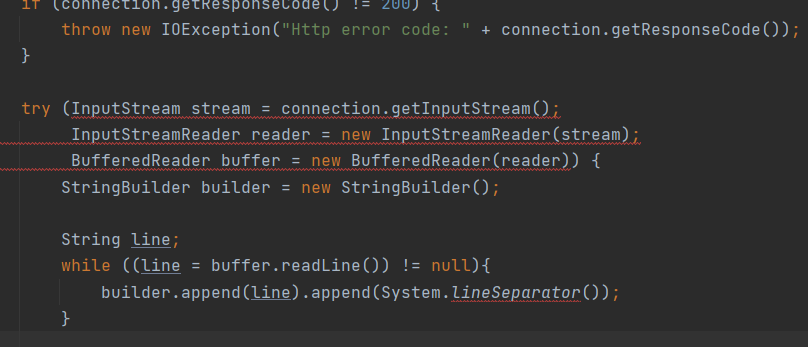 if (connection.getResponseCode() != 200) {
    throw new IOException("Http error code: " + connection.getResponseCode());
}

try (InputStream stream = connection.getInputStream();
     InputStreamReader reader = new InputStreamReader(stream);
     BufferedReader buffer = new BufferedReader(reader)) {
    StringBuilder builder = new StringBuilder();

    String line;
    while ((line = buffer.readLine()) != null){
        builder.append(line).append(System.lineSeparator());
    }